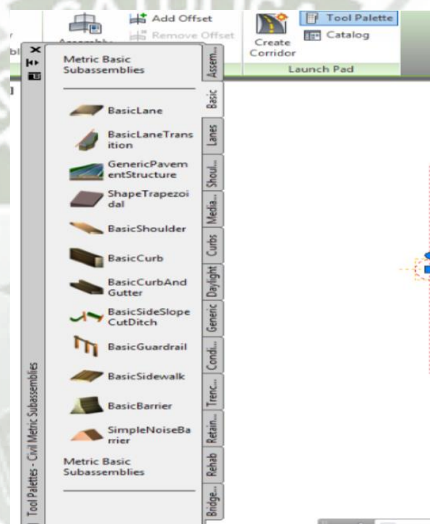 Add Offset
Remove Offset
Assembly
Create
Corridor
Tool Palette
Catalog
Launch Pad
Metric Basic
Subassemblies
BasicLane
BasicLaneTrans
ition
GenericPavem
entStructure
ShapeTrapezoi
dal
BasicShoulder
BasicCurb
BasicCurbAnd
Gutter
BasicSideSlope
CutDitch
BasicGuardrail
BasicSidewalk
BasicBarrier
SimpleNoiseBa
rrier
Metric Basic
Subassemblies
Assem...
Basic
Lanes
Shoul...
Media...
Curbs
Daylight
Generic
Condi...
Trenc...
Retain...
Rehab
Bridge...
Tool Palettes - Civil Metric Subassemblies